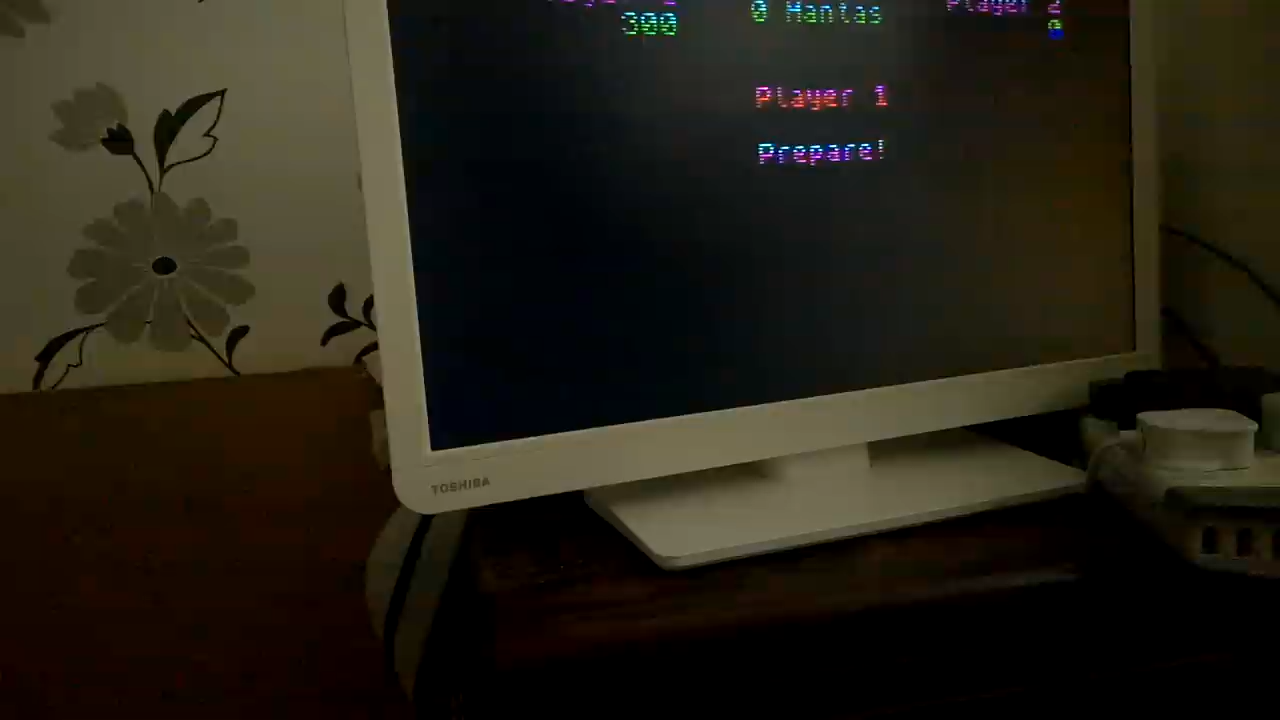 300
0 Mantas
Player 2
0
Player 1
Prepare!
TOSHIBA